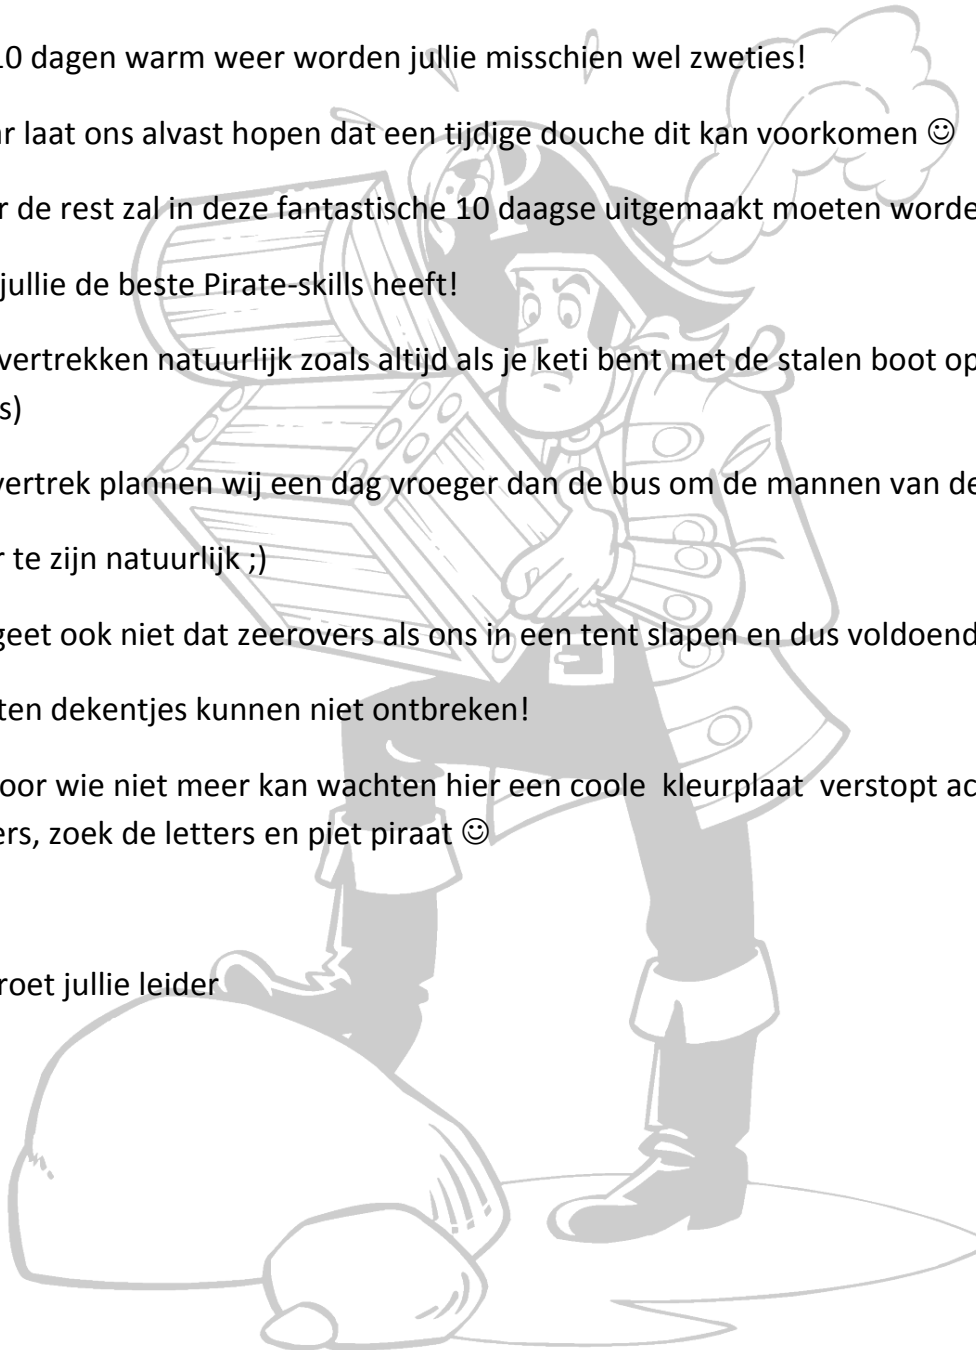 10 dagen warm weer worden jullie misschien wel zweties!
r laat ons alvast hopen dat een tijdige douche dit kan voorkomen ☺
r de rest zal in deze fantastische 10 daagse uitgemaakt moeten worde
jullie de beste Pirate-skills heeft!
vertrekken natuurlijk zoals altijd als je keti bent met de stalen boot op
s)
vertrek plannen wij een dag vroeger dan de bus om de mannen van de
r te zijn natuurlijk ;)
geet ook niet dat zeerovers als ons in een tent slapen en dus voldoend
ten dekentjes kunnen niet ontbreken!
oor wie niet meer kan wachten hier een coole kleurplaat verstopt ac
ers, zoek de letters en piet piraat ☺
roet jullie leider
P